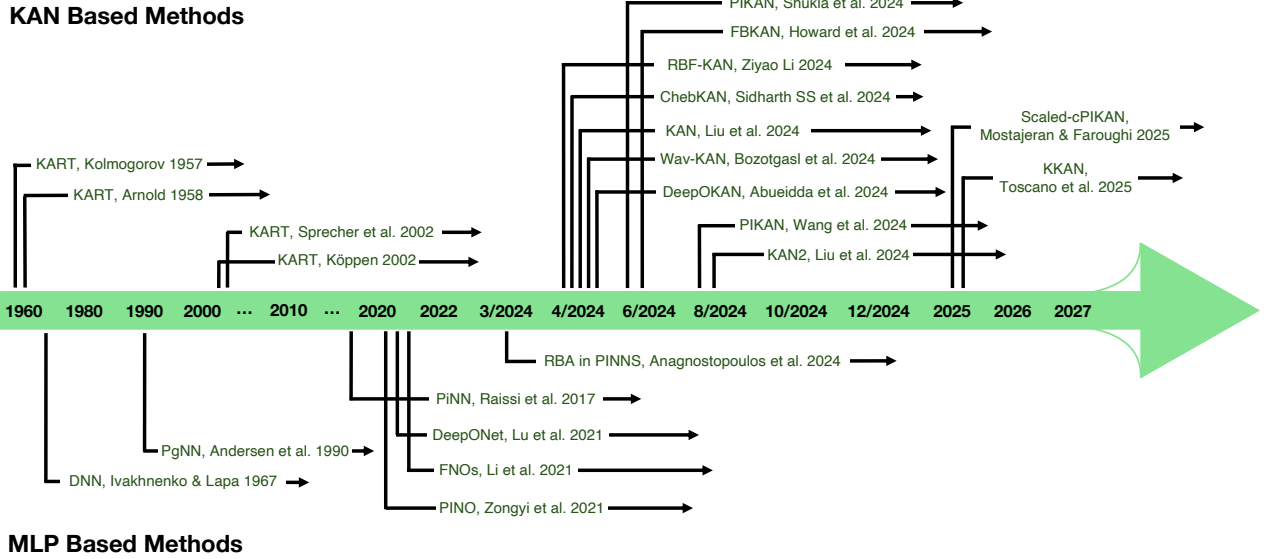 PIKAN, Shukla et al. 2024
KAN Based Methods
FBKAN, Howard et al. 2024
RBF-KAN, Ziyao Li 2024
ChebKAN, Sidharth SS et al. 2024
Scaled-cPIKAN,
Mostajeran & Faroughi 2025
KAN, Liu et al. 2024
KART, Kolmogorov 1957
Wav-KAN, Bozotgasl et al. 2024
KKAN,
Toscano et al. 2025
KART, Arnold 1958
DeepOKAN, Abueidda et al. 2024
KART, Sprecher et al. 2002
PIKAN, Wang et al. 2024
KART, Köppen 2002
KAN2, Liu et al. 2024
1960 1980 1990 2000 ... 2010 ... 2020 2022 3/2024 4/2024 6/2024 8/2024 10/2024 12/2024 2025 2026 2027
RBA in PINNS, Anagnostopoulos et al. 2024
PiNN, Raissi et al. 2017
DeepONet, Lu et al. 2021
PgNN, Andersen et al. 1990
FNOs, Li et al. 2021
DNN, Ivakhnenko & Lapa 1967
PINO, Zongyi et al. 2021
MLP Based Methods